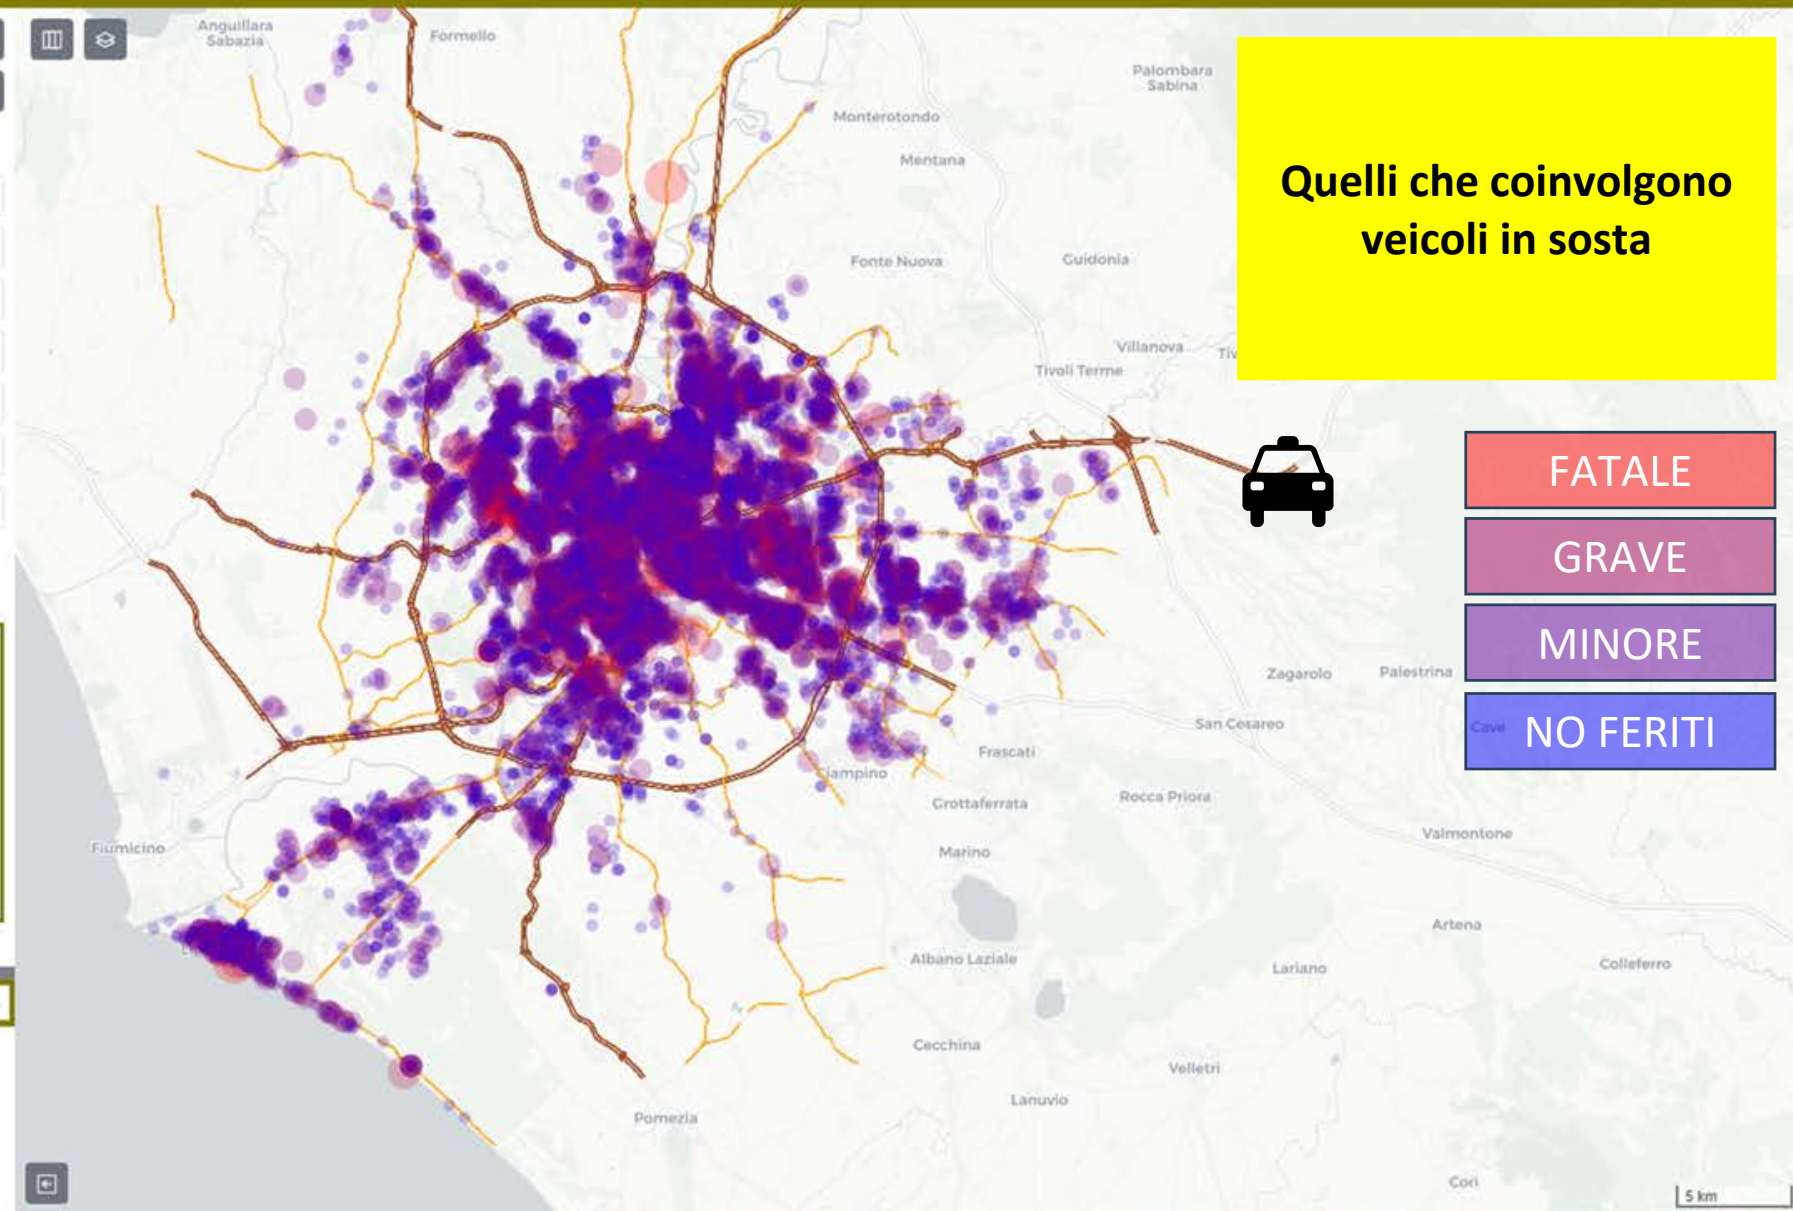 Anguillara
Sabazia
Formello
Palombara
Sabina
Monterotondo
Mentana
Quelli che coinvolgono
veicoli in sosta
Fonte Nuova
Guidonia
Villanova
Tiv
Tivoli Terme
FATALE
GRAVE
MINORE
NO FERITI
Zagarolo
Palestrina
San Cesareo
Cave
Frascati
Ciampino
Grottaferrata
Rocca Priora
Fiumicino
Valmontone
Marino
Artena
Albano Laziale
Lariano
Colleferro
Cecchina
Velletri
Lanuvio
Pomezia
Cori
5 km